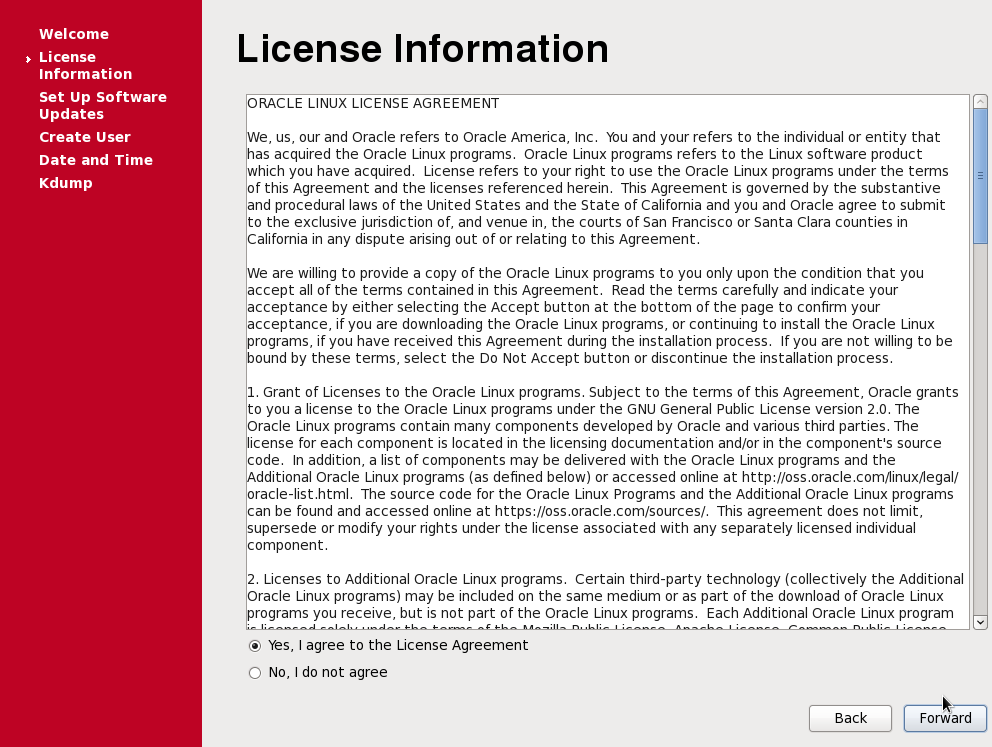 Welcome
License
Information
Set Up Software
Updates
Create User
Date and Time
Kdump
License Information
ORACLE LINUX LICENSE AGREEMENT
We, us, our and Oracle refers to Oracle America, Inc.  You and your refers to the individual or entity that
has acquired the Oracle Linux programs.  Oracle Linux programs refers to the Linux software product
which you have acquired.  License refers to your right to use the Oracle Linux programs under the terms
of this Agreement and the licenses referenced herein.  This Agreement is governed by the substantive
and procedural laws of the United States and the State of California and you and Oracle agree to submit
to the exclusive jurisdiction of, and venue in, the courts of San Francisco or Santa Clara counties in
California in any dispute arising out of or relating to this Agreement.
We are willing to provide a copy of the Oracle Linux programs to you only upon the condition that you
accept all of the terms contained in this Agreement.  Read the terms carefully and indicate your
acceptance by either selecting the Accept button at the bottom of the page to confirm your
acceptance, if you are downloading the Oracle Linux programs, or continuing to install the Oracle Linux
programs, if you have received this Agreement during the installation process.  If you are not willing to be
bound by these terms, select the Do Not Accept button or discontinue the installation process.
1. Grant of Licenses to the Oracle Linux programs. Subject to the terms of this Agreement, Oracle grants
to you a license to the Oracle Linux programs under the GNU General Public License version 2.0. The
Oracle Linux programs contain many components developed by Oracle and various third parties. The
license for each component is located in the licensing documentation and/or in the component's source
code.  In addition, a list of components may be delivered with the Oracle Linux programs and the
Additional Oracle Linux programs (as defined below) or accessed online at http://oss.oracle.com/linux/legal/
oracle-list.html.  The source code for the Oracle Linux Programs and the Additional Oracle Linux programs
can be found and accessed online at https://oss.oracle.com/sources/.  This agreement does not limit,
supersede or modify your rights under the license associated with any separately licensed individual
component.
2. Licenses to Additional Oracle Linux programs.  Certain third-party technology (collectively the Additional
Oracle Linux programs) may be included on the same medium or as part of the download of Oracle Linux
programs you receive, but is not part of the Oracle Linux programs.  Each Additional Oracle Linux program
is licensed solely under the terms of the Mozilla Public License, Apache License, Common Public License,
Yes, I agree to the License Agreement
No, I do not agree
Back
Forward